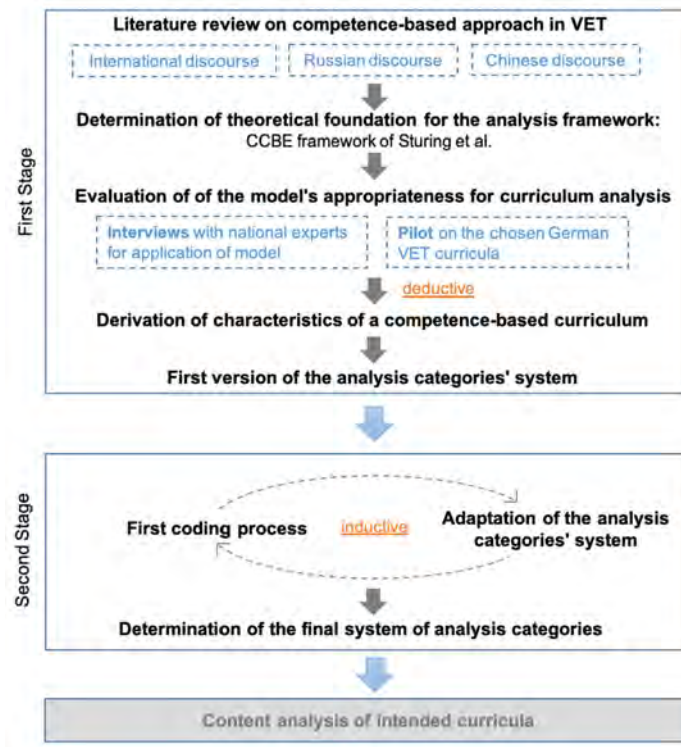 Literature review on competence-based approach in VET
International discourse
Russian discourse
Chinese discourse
Determination of theoretical foundation for the analysis framework:
CCBE framework of Sturing et al.
Evaluation of of the model's appropriateness for curriculum analysis
Interviews with national experts
for application of model
Pilot on the chosen German
VET curricula
deductive
Derivation of characteristics of a competence-based curriculum
First version of the analysis categories' system
First Stage
First coding process
inductive
Adaptation of the analysis
categories' system
Determination of the final system of analysis categories
Second Stage
Content analysis of intended curricula